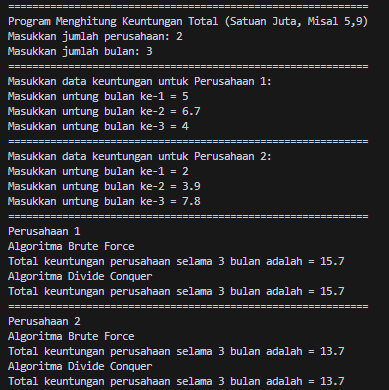 ============================================================
Program Menghitung Keuntungan Total (Satuan Juta, Misal 5,9)
Masukkan jumlah perusahaan: 2
Masukkan jumlah bulan: 3
============================================================
Masukkan data keuntungan untuk Perusahaan 1:
Masukkan untung bulan ke-1 = 5
Masukkan untung bulan ke-2 = 6.7
Masukkan untung bulan ke-3 = 4
============================================================
Masukkan data keuntungan untuk Perusahaan 2:
Masukkan untung bulan ke-1 = 2
Masukkan untung bulan ke-2 = 3.9
Masukkan untung bulan ke-3 = 7.8
============================================================
Perusahaan 1
Algoritma Brute Force
Total keuntungan perusahaan selama 3 bulan adalah = 15.7
Algoritma Divide Conquer
Total keuntungan perusahaan selama 3 bulan adalah = 15.7
============================================================
Perusahaan 2
Algoritma Brute Force
Total keuntungan perusahaan selama 3 bulan adalah = 13.7
Algoritma Divide Conquer
Total keuntungan perusahaan selama 3 bulan adalah = 13.7